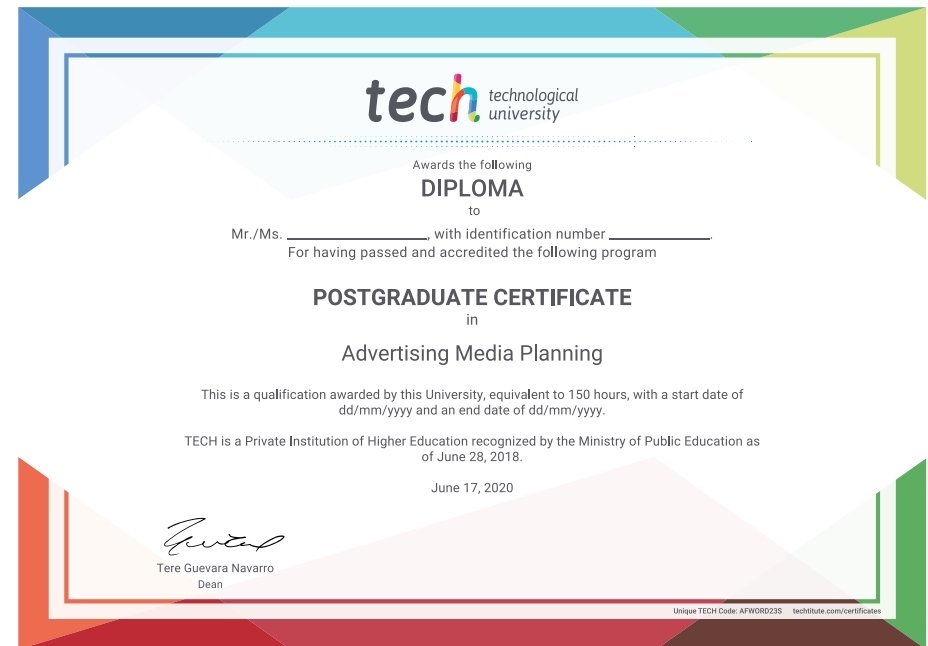 tech technological
university
Awards the following
DIPLOMA
to
Mr./Ms. __________________, with identification number _____________.
For having passed and accredited the following program
POSTGRADUATE CERTIFICATE
in
Advertising Media Planning
This is a qualification awarded by this University, equivalent to 150 hours, with a start date of
dd/mm/yyyy and an end date of dd/mm/yyyy.
TECH is a Private Institution of Higher Education recognized by the Ministry of Public Education as
of June 28, 2018.
June 17, 2020
Tere Guevara Navarro
Dean
Unique TECH Code: AFWORD23S techtitute.com/certificates